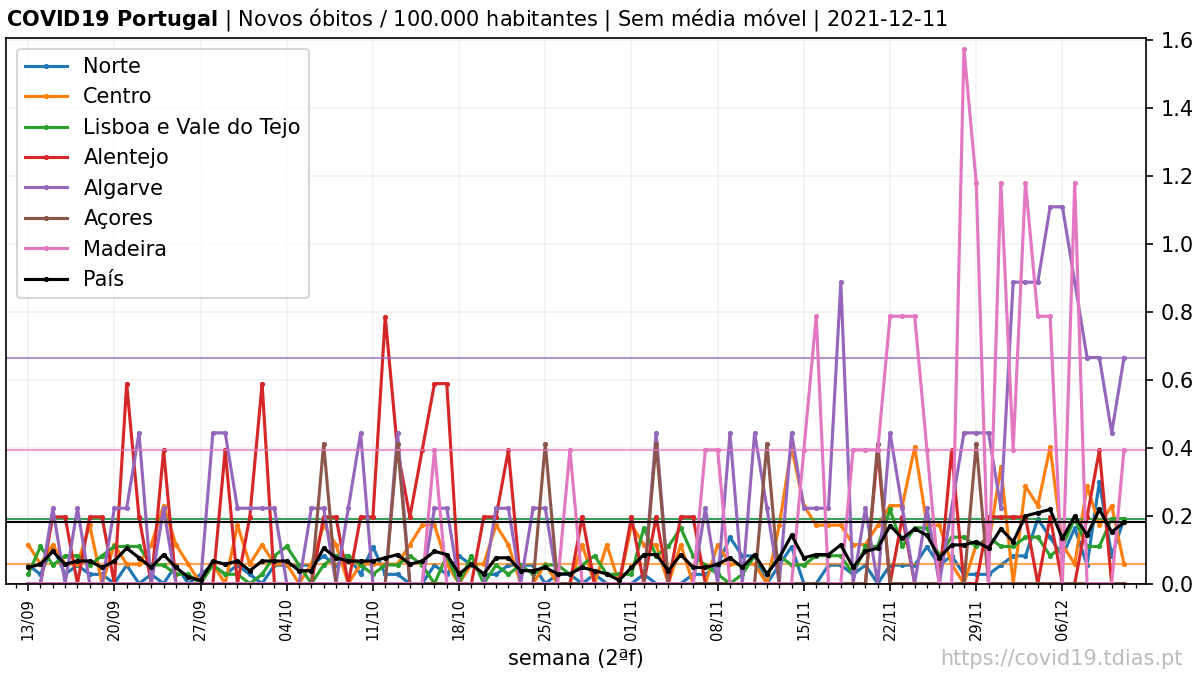 COVID19 Portugal | Novos óbitos / 100.000 habitantes | Sem média móvel | 2021-12-11
Norte
Centro
Lisboa e Vale do Tejo
Alentejo
Algarve
Açores
Madeira
País
1.6
1.4
1.2
1.0
0.8
0.6
0.4
0.2
0.0
13/09
20/09
27/09
04/10
11/10
18/10
25/10
01/11
08/11
15/11
22/11
29/11
06/12
semana (2ªf)
https://covid19.tdias.pt